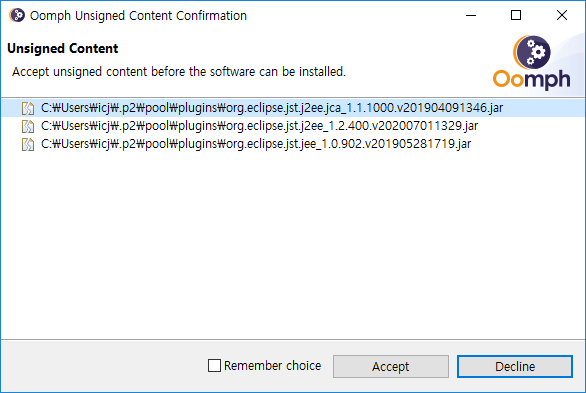 Oomph Unsigned Content Confirmation
Unsigned Content
Accept unsigned content before the software can be installed.
Oomph
C:₩Users₩icj₩.p2₩pool₩plugins₩org.eclipse.jst.j2ee.jca_1.1.1000.v201904091346.jar
C:₩Users₩icj₩.p2₩pool₩plugins₩org.eclipse.jst.j2ee_1.2.400.v202007011329.jar
C:₩Users₩icj₩.p2₩pool₩plugins₩org.eclipse.jst.jee_1.0.902.v201905281719.jar
Remember choice
Accept
Decline